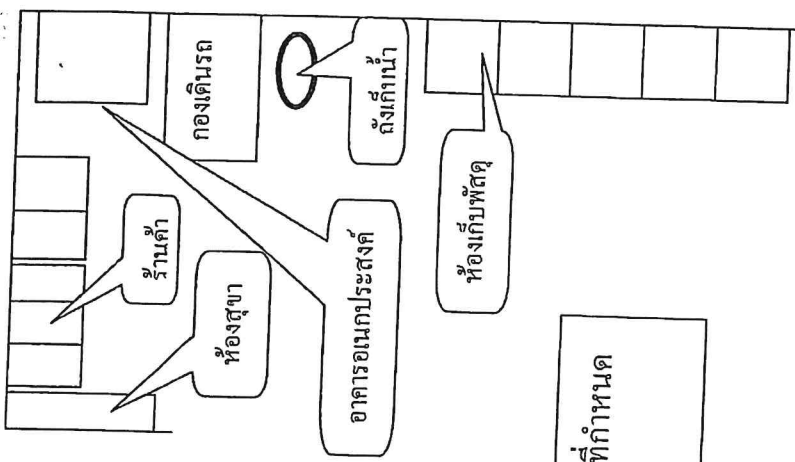 กองเดินรถ
ถังเก็บน้ำ
ร้านค้า
ห้องสุขา
อาคารอเนกประสงค์
ห้องเก็บพัสดุ
ที่กำหนด